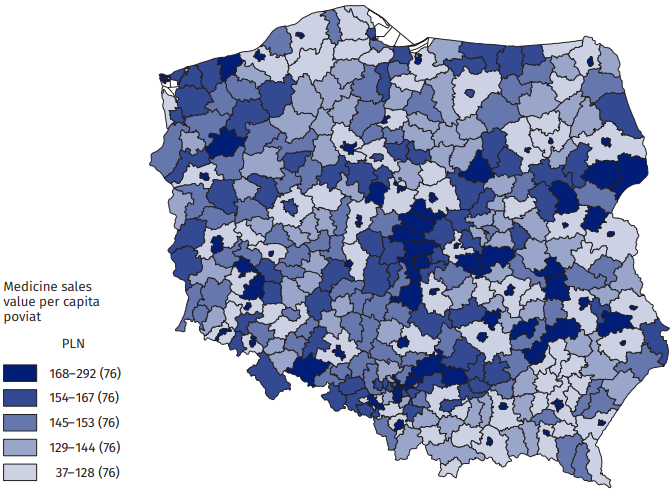 Medicine sales
value per capita
poviat
PLN
168–292 (76)
154–167 (76)
145–153 (76)
129–144 (76)
37–128 (76)